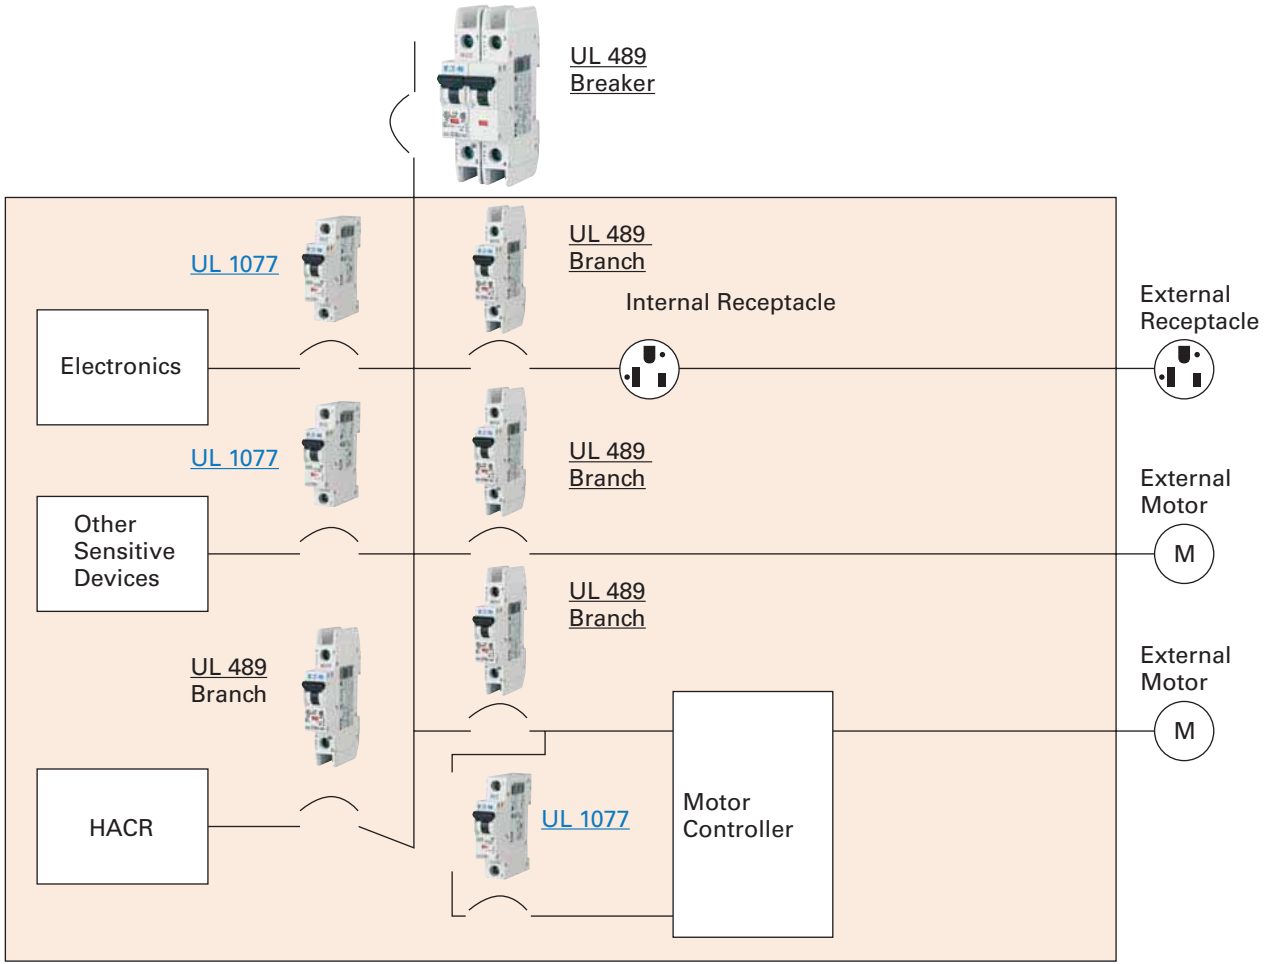 UL 489
Breaker
UL 1077
UL 489
Branch
Internal Receptacle
External
Receptacle
Electronics
UL 1077
UL 489
Branch
External
Motor
Other
Sensitive
Devices
M
UL 489
Branch
External
Motor
UL 489
Branch
M
HACR
UL 1077
Motor
Controller